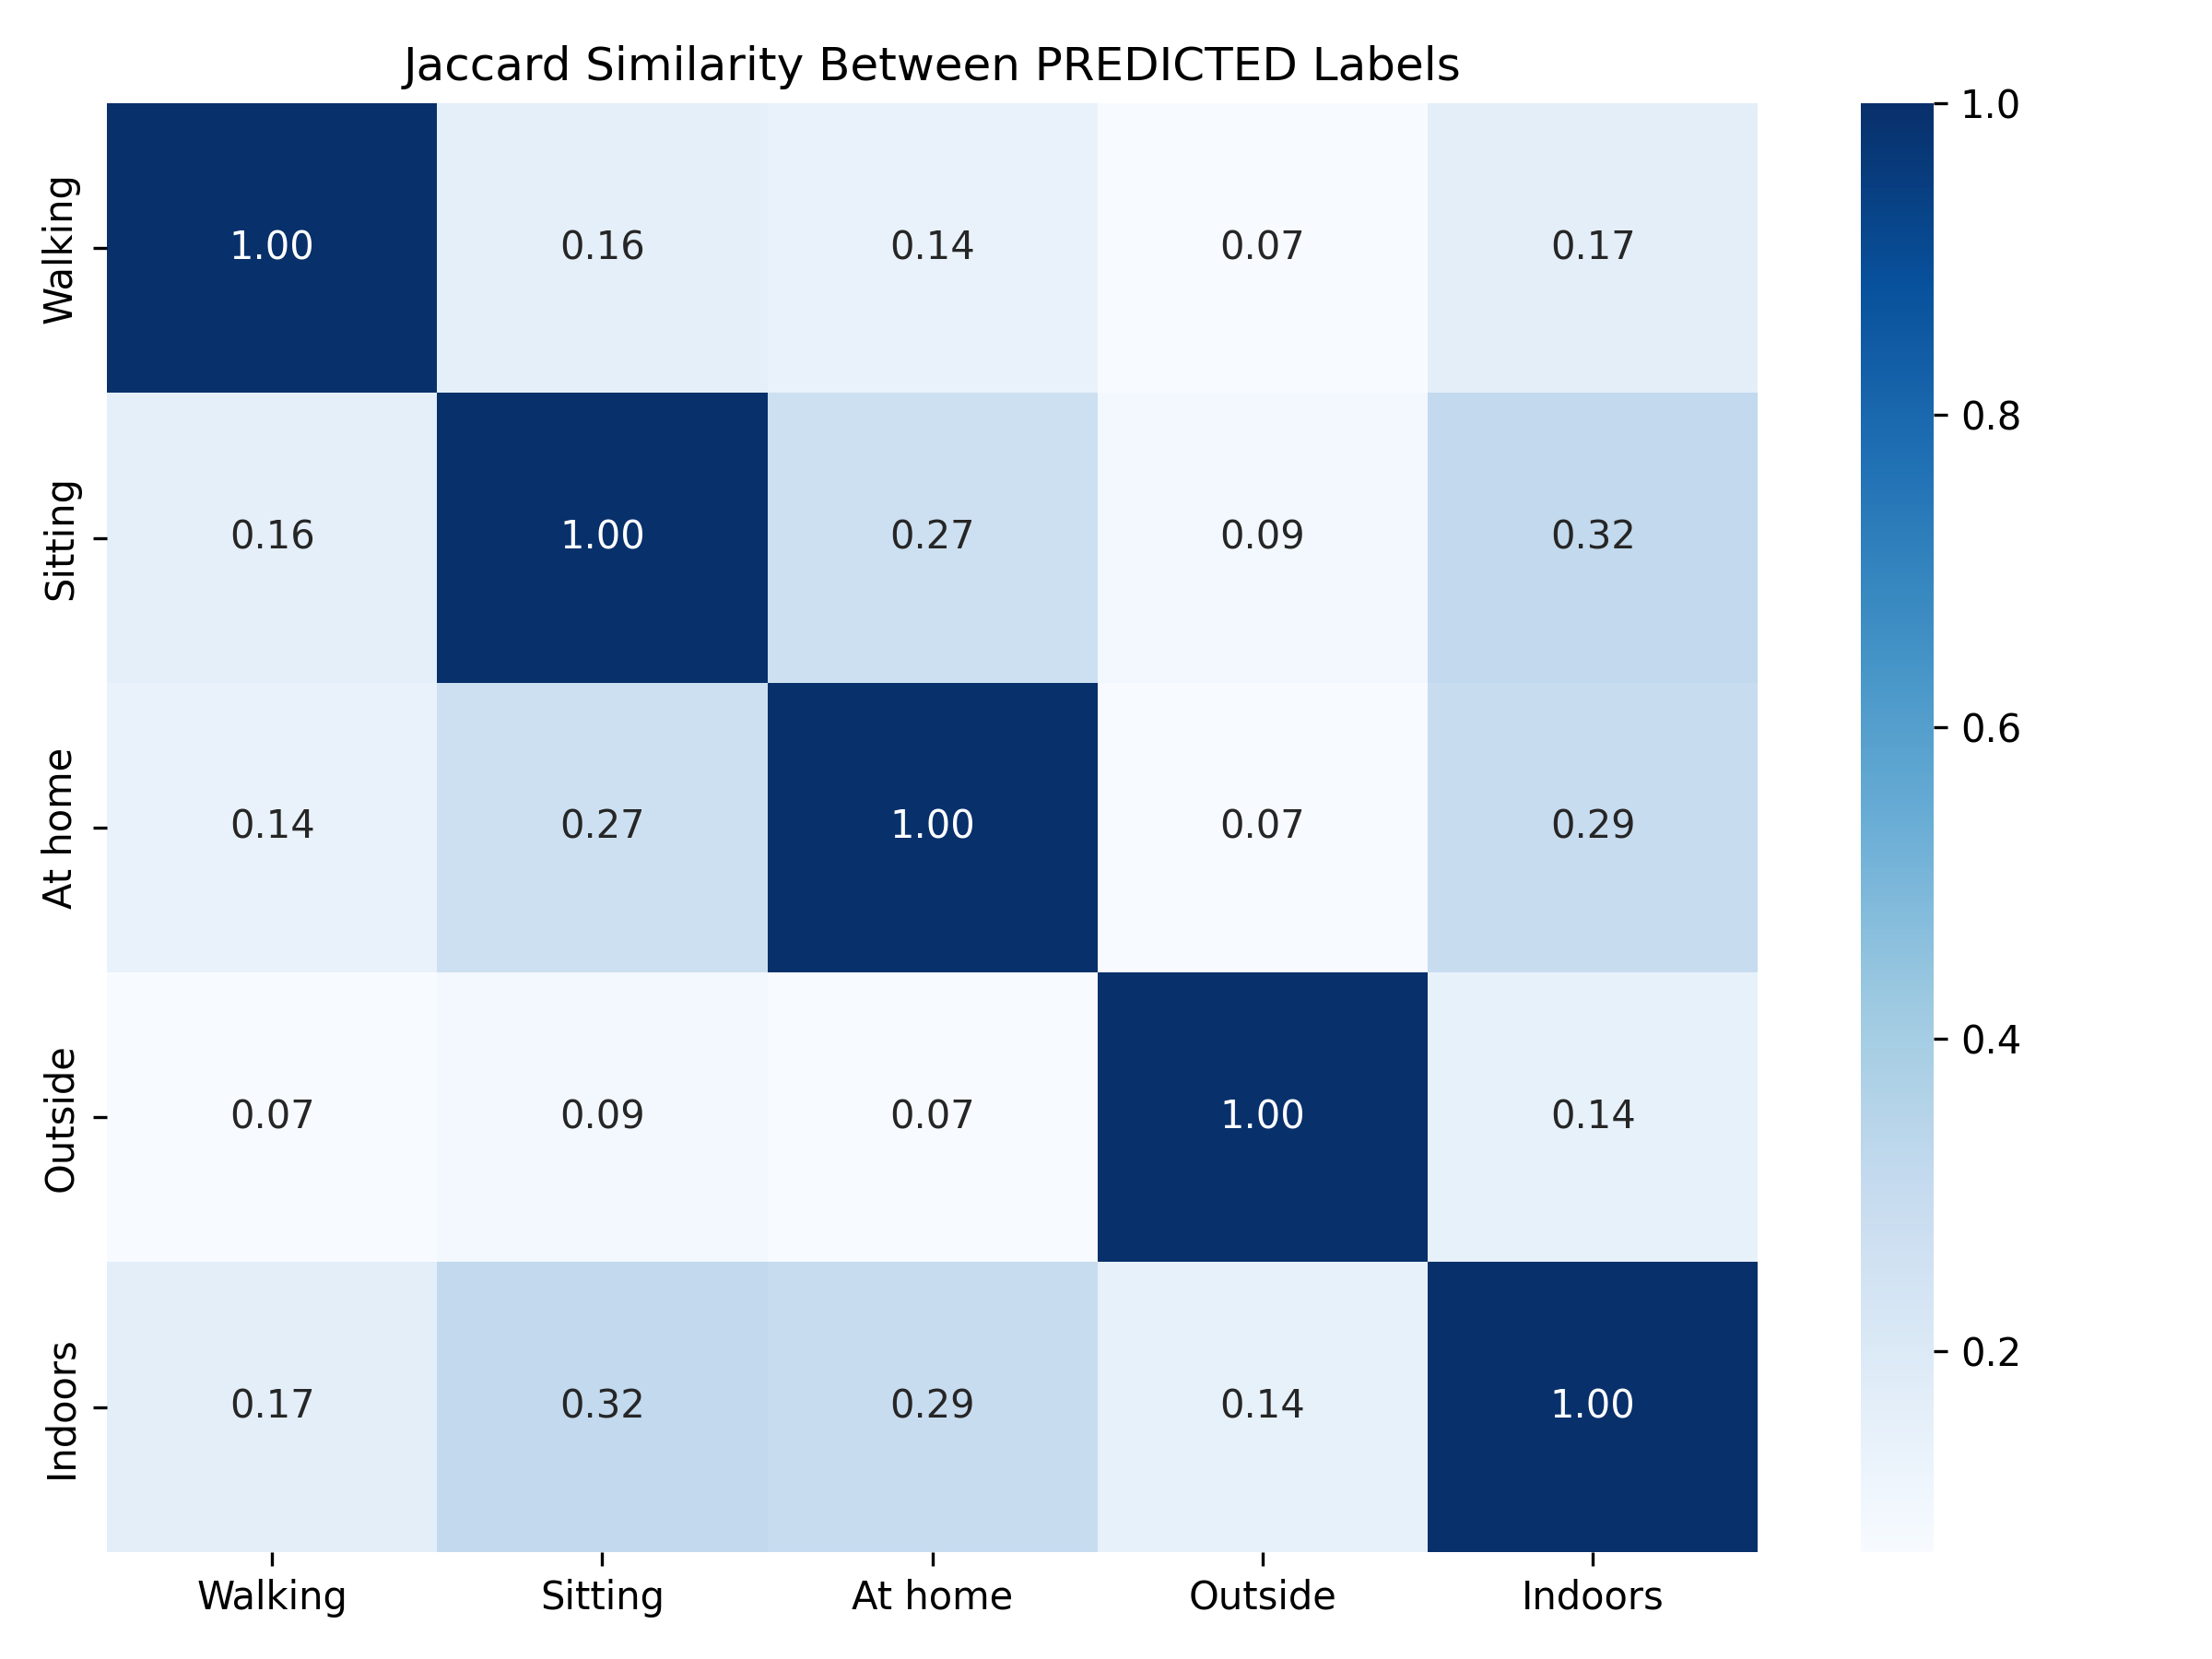 Jaccard Similarity Between PREDICTED Labels
Walking 1.00 0.16 0.14 0.07 0.17
Sitting 0.16 1.00 0.27 0.09 0.32
At home 0.14 0.27 1.00 0.07 0.29
Outside 0.07 0.09 0.07 1.00 0.14
Indoors 0.17 0.32 0.29 0.14 1.00
Walking Sitting At home Outside Indoors
1.0
0.8
0.6
0.4
0.2